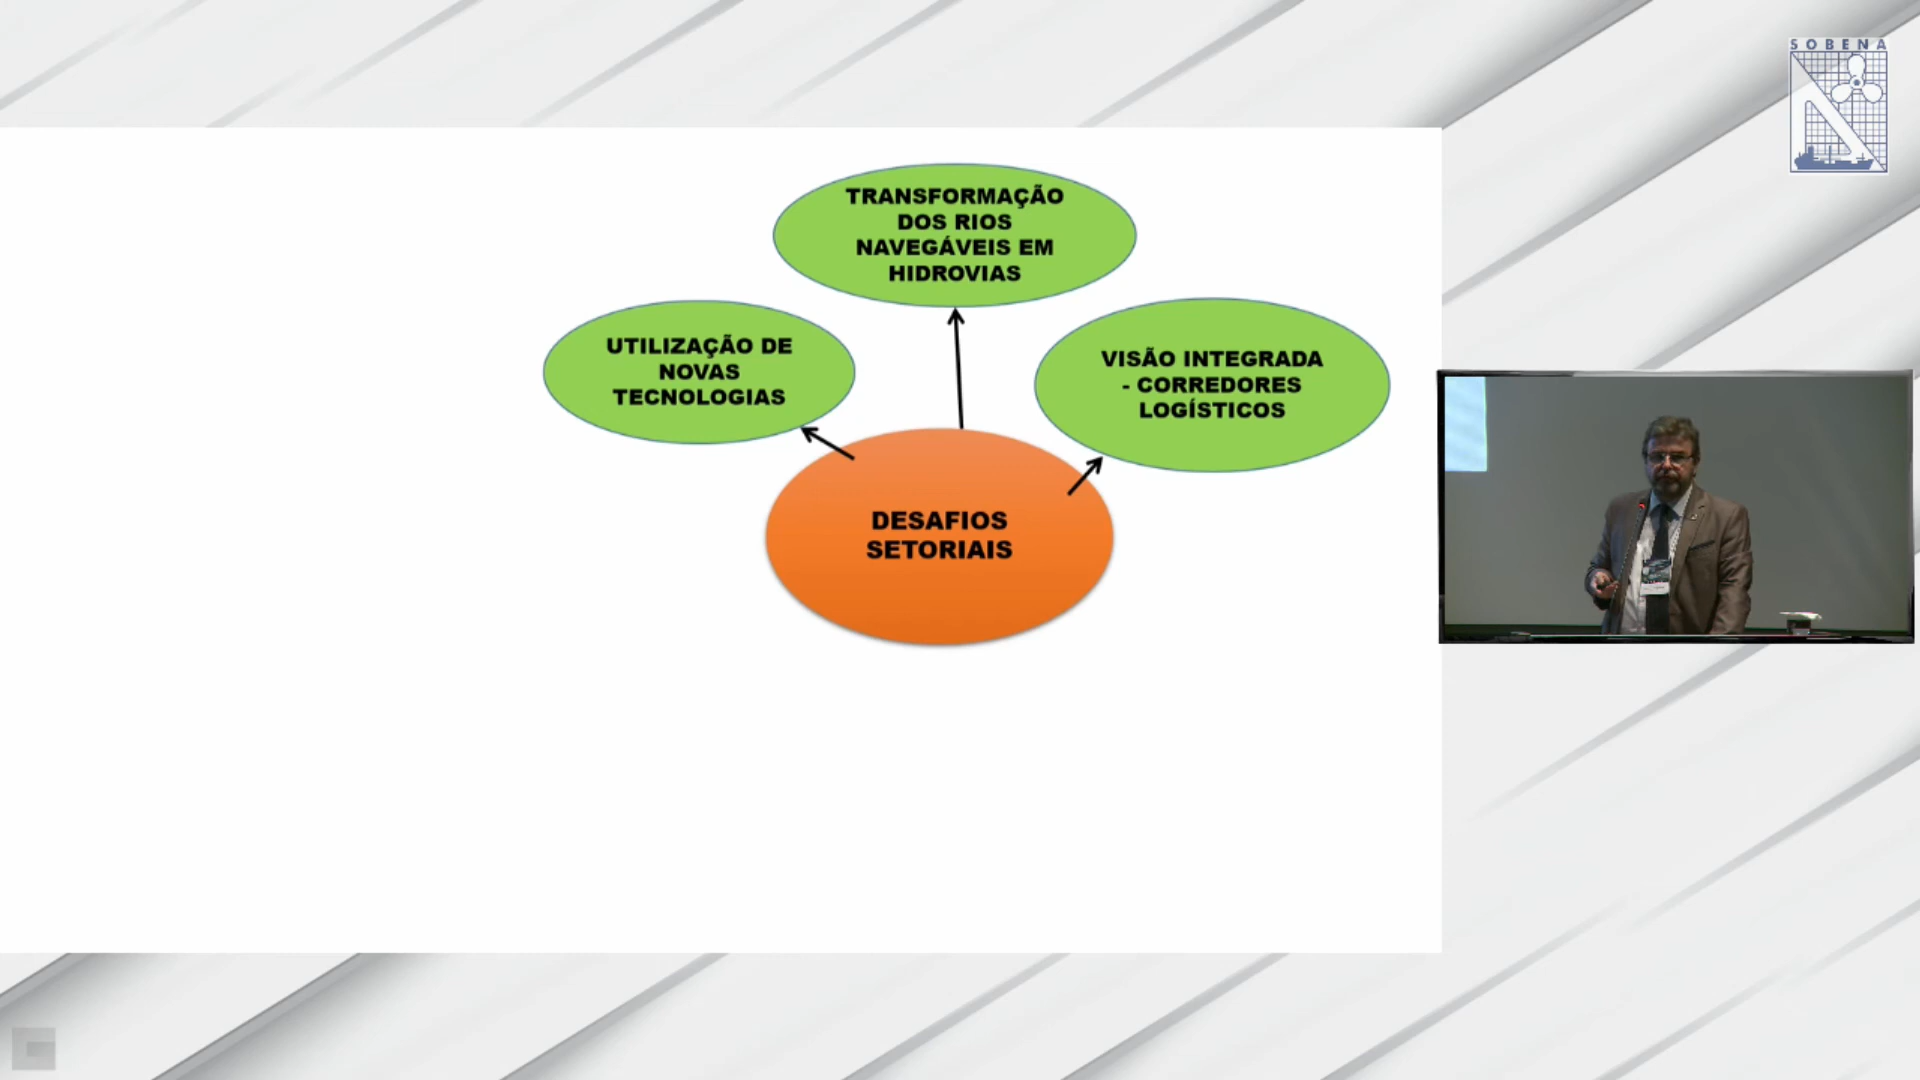 SOBENA
TRANSFORMAÇÃO
DOS RIOS
NAVEGÁVEIS EM
HIDROVIAS
UTILIZAÇÃO DE
NOVAS
TECNOLOGIAS
VISÃO INTEGRADA
- CORREDORES
LOGÍSTICOS
DESAFIOS
SETORIAIS